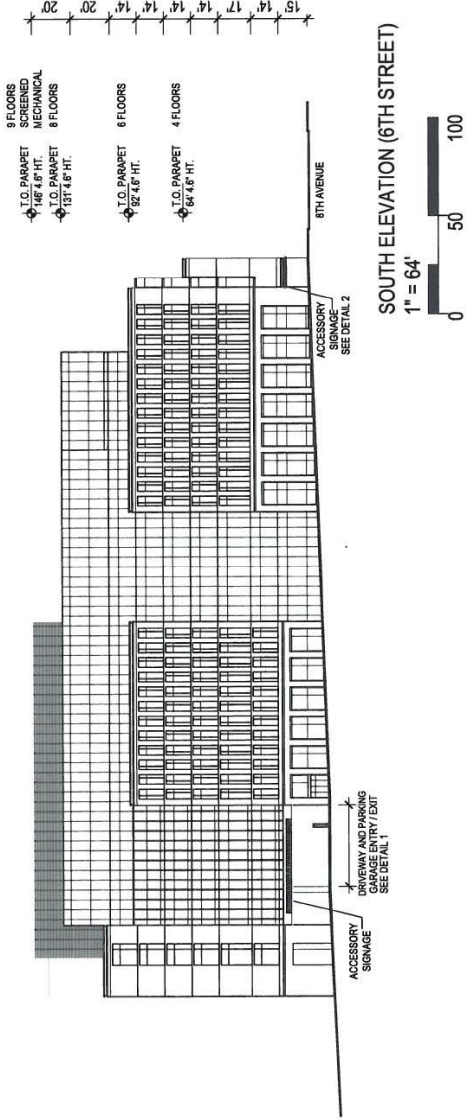 9 FLOORS
SCREENED
MECHANICAL
T.O. PARAPET
146' 4.6" HT.
8 FLOORS
T.O. PARAPET
131' 4.6" HT.
6 FLOORS
T.O. PARAPET
92' 4.6" HT.
4 FLOORS
T.O. PARAPET
64' 4.6" HT.
20'
20'
14'
14'
14'
14'
17'
14'
15'
8TH AVENUE
ACCESSORY
SIGNAGE
SEE DETAIL 2
DRIVEWAY AND PARKING
GARAGE ENTRY / EXIT
SEE DETAIL 1
ACCESSORY
SIGNAGE
SOUTH ELEVATION (6TH STREET)
1" = 64'
0
50
100